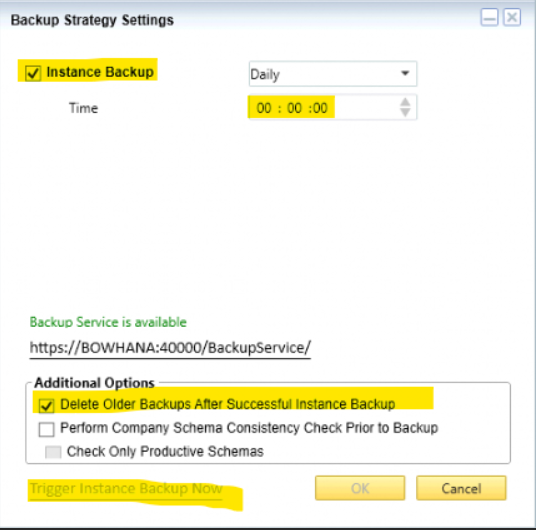 Backup Strategy Settings
Instance Backup
Daily
Time
00 : 00 :00
Backup Service is available
https://BOWHANA:40000/BackupService/
Additional Options
Delete Older Backups After Successful Instance Backup
Perform Company Schema Consistency Check Prior to Backup
Check Only Productive Schemas
Trigger Instance Backup Now
OK
Cancel